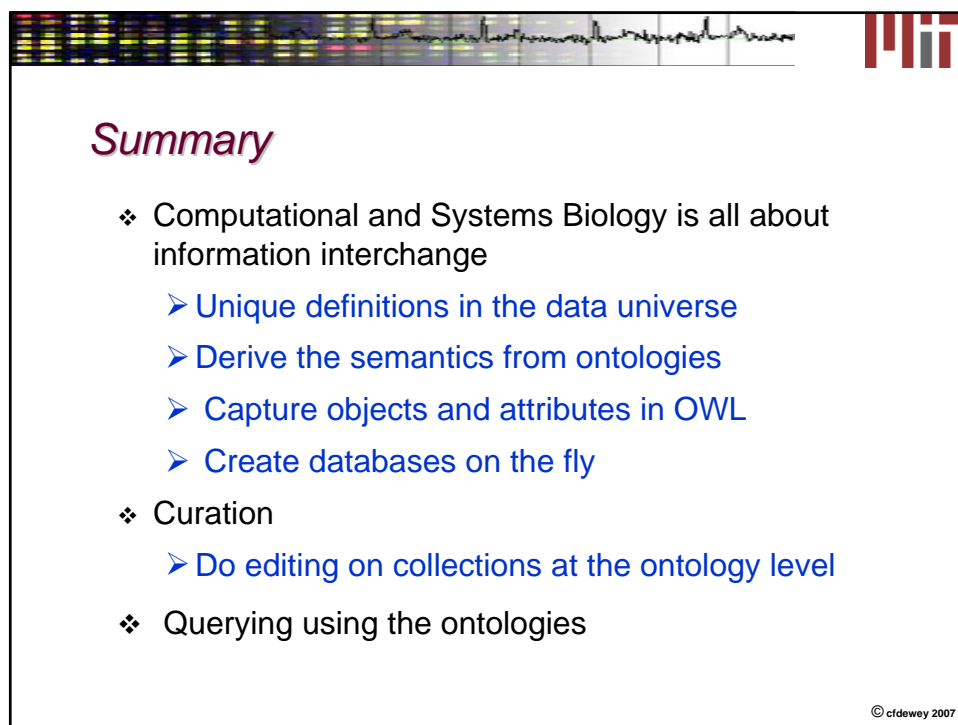 MiT
Summary
❖ Computational and Systems Biology is all about
information interchange
➢ Unique definitions in the data universe
➢ Derive the semantics from ontologies
➢ Capture objects and attributes in OWL
➢ Create databases on the fly
❖ Curation
➢ Do editing on collections at the ontology level
❖ Querying using the ontologies
© cfdewey 2007